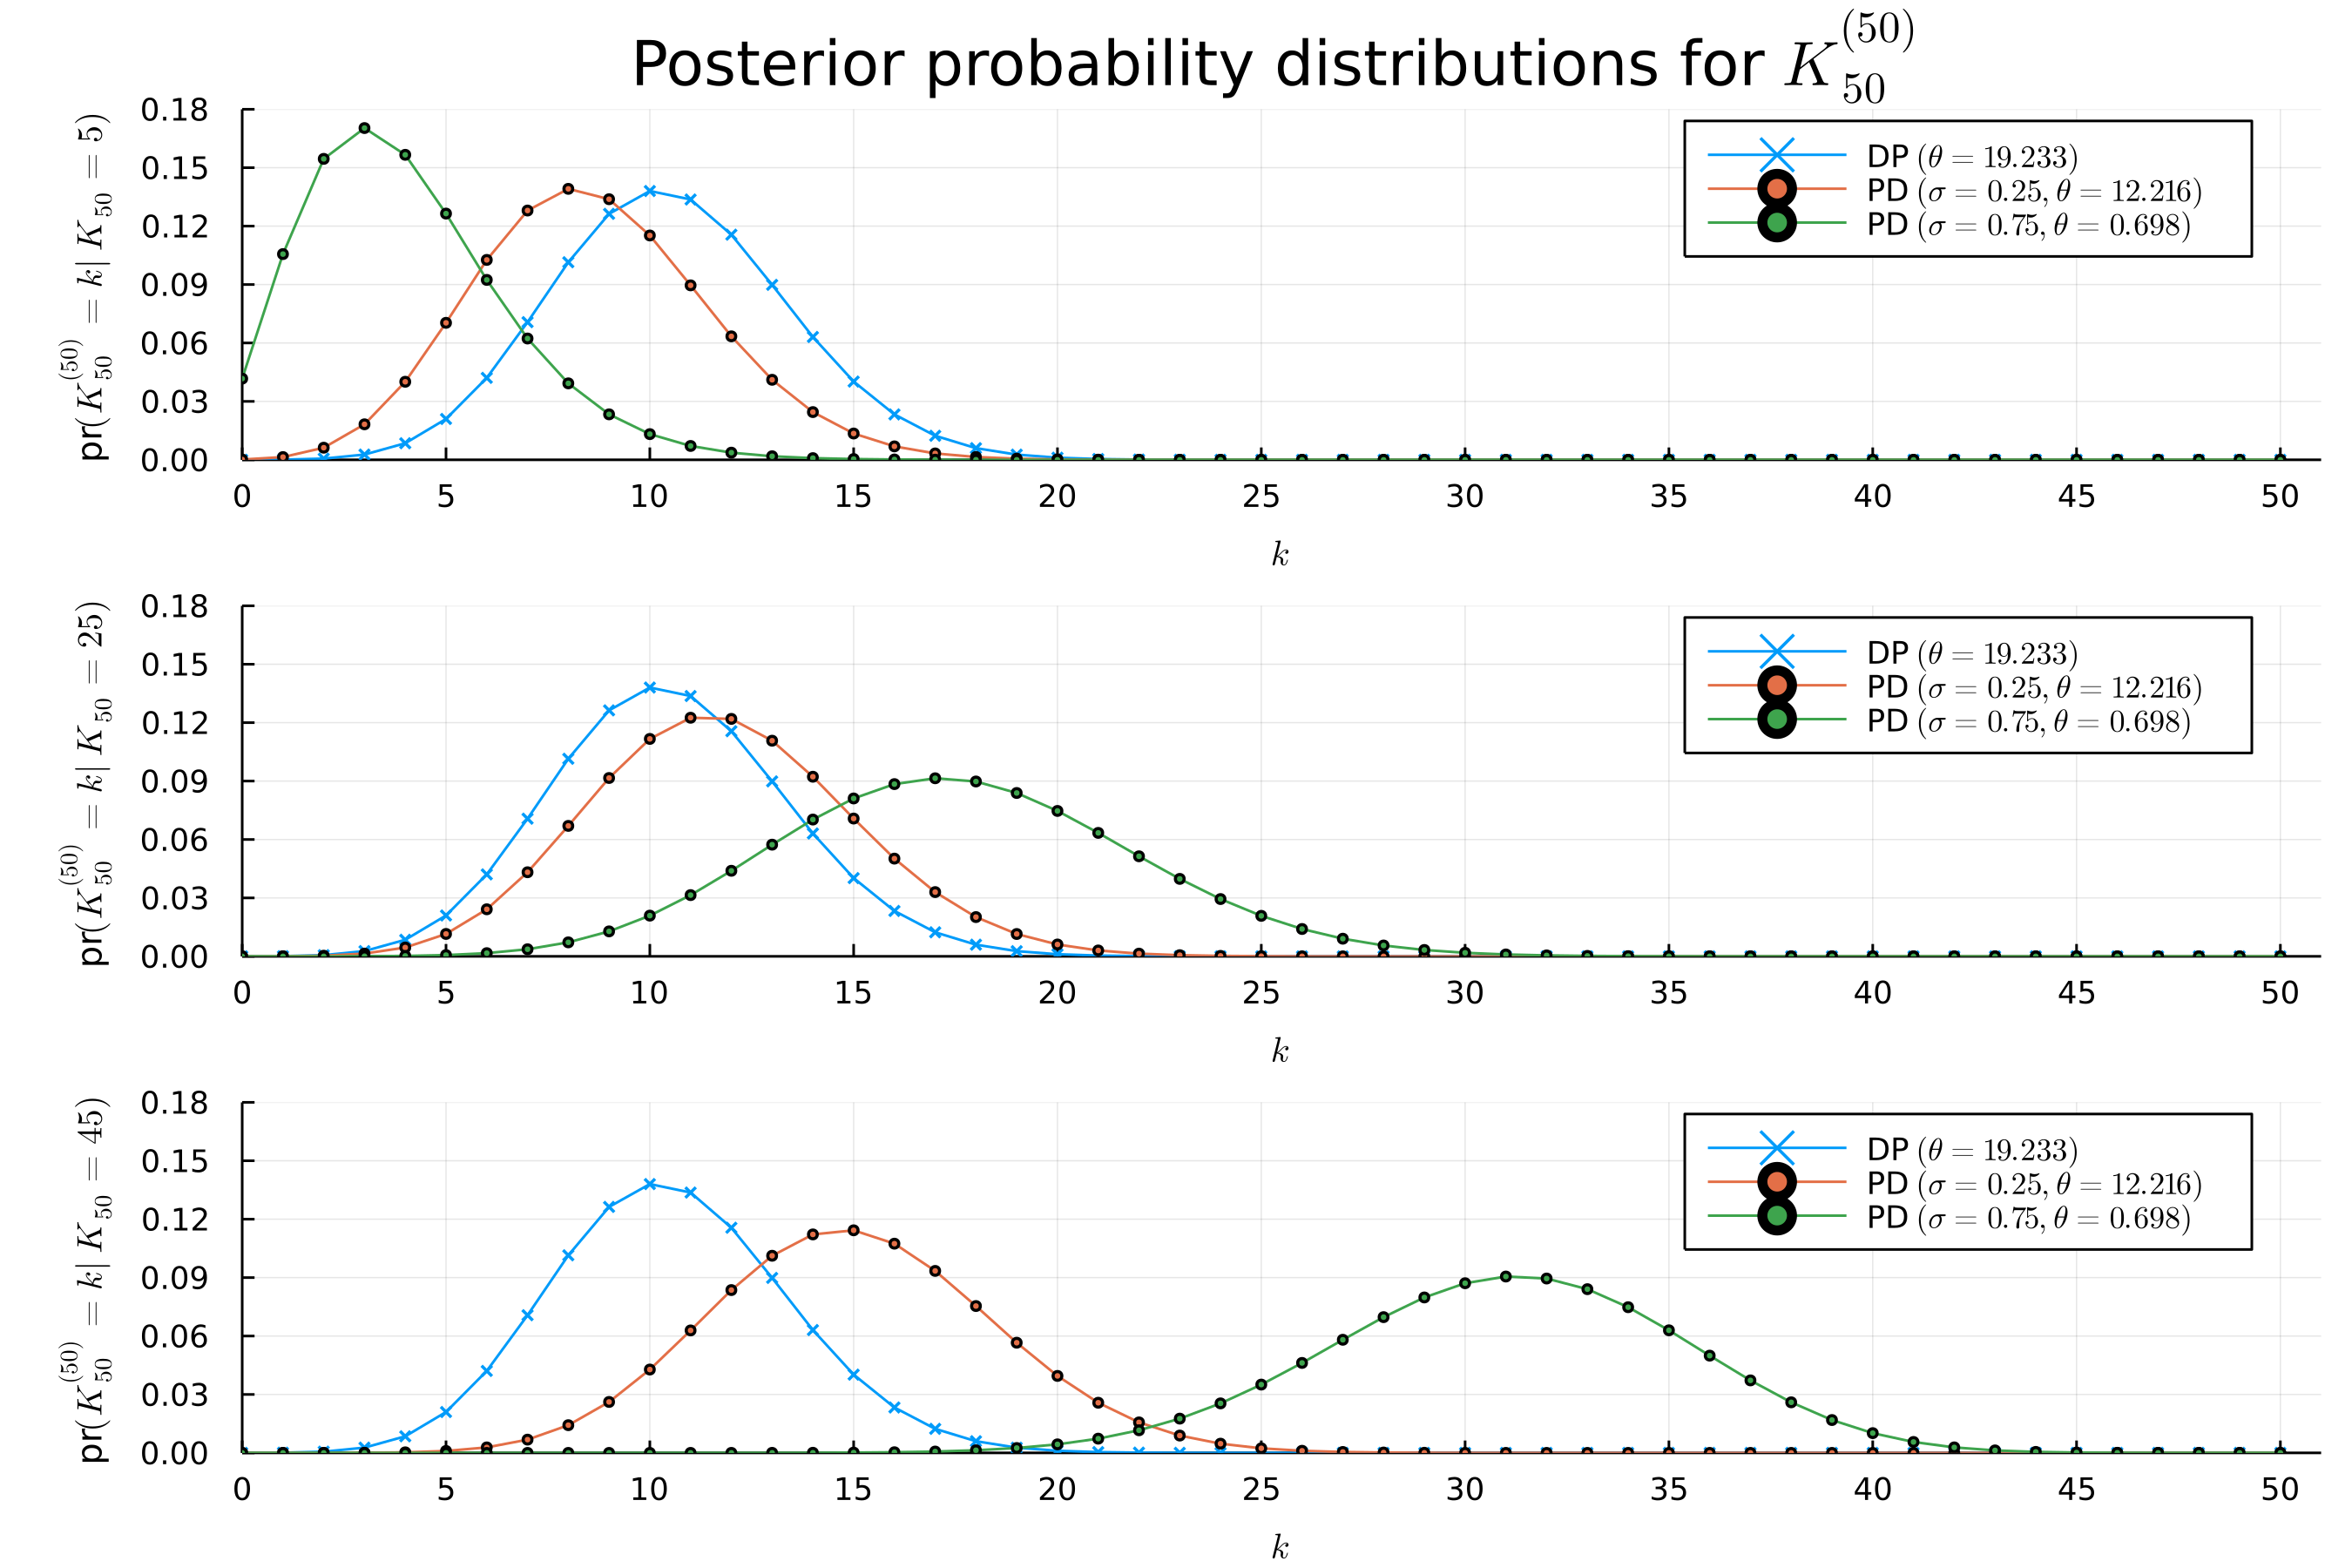 Posterior probability distributions for K_{50}^{(50)}
pr(K_{50}^{(50)} = k| K_{50} = 5)
0.18
0.15
0.12
0.09
0.06
0.03
0.00
DP (θ = 19.233)
PD (σ = 0.25, θ = 12.216)
PD (σ = 0.75, θ = 0.698)
0 5 10 15 20 25 30 35 40 45 50
k
pr(K_{50}^{(50)} = k| K_{50} = 25)
0.18
0.15
0.12
0.09
0.06
0.03
0.00
DP (θ = 19.233)
PD (σ = 0.25, θ = 12.216)
PD (σ = 0.75, θ = 0.698)
0 5 10 15 20 25 30 35 40 45 50
k
pr(K_{50}^{(50)} = k| K_{50} = 45)
0.18
0.15
0.12
0.09
0.06
0.03
0.00
DP (θ = 19.233)
PD (σ = 0.25, θ = 12.216)
PD (σ = 0.75, θ = 0.698)
0 5 10 15 20 25 30 35 40 45 50
k